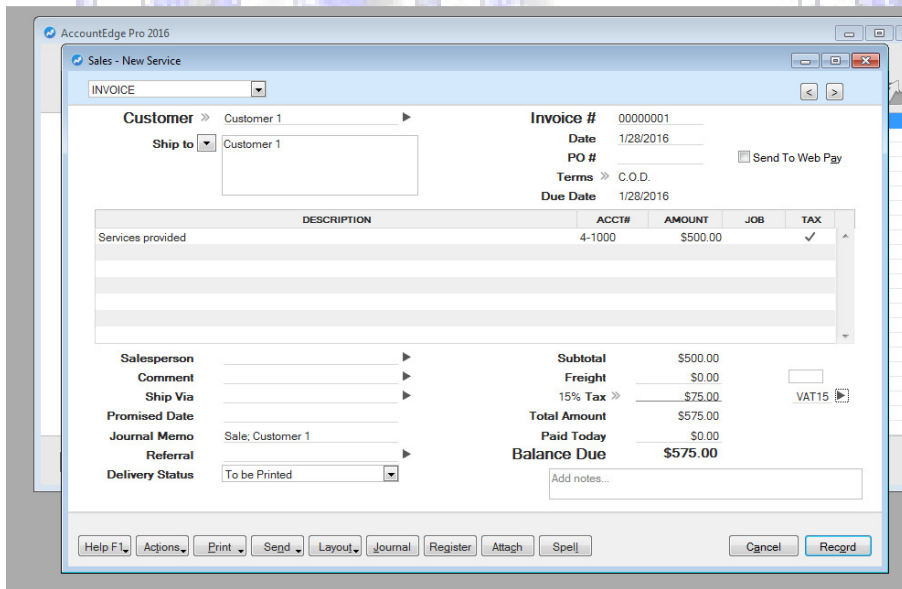 AccountEdge Pro 2016
Sales - New Service
INVOICE
Customer » Customer 1
Invoice # 00000001
Ship to Customer 1
Date 1/28/2016
PO #
Send To Web Pay
Terms » C.O.D.
Due Date 1/28/2016
DESCRIPTION ACCT# AMOUNT JOB TAX
Services provided 4-1000 $500.00 ✓
Salesperson
Subtotal $500.00
Comment
Freight $0.00
Ship Via
15% Tax » $75.00 VAT15
Promised Date
Total Amount $575.00
Journal Memo Sale; Customer 1
Paid Today $0.00
Referral
Balance Due $575.00
Delivery Status To be Printed
Add notes...
Help F1 Actions Print Send Layout Journal Register Attach Spell Cancel Record